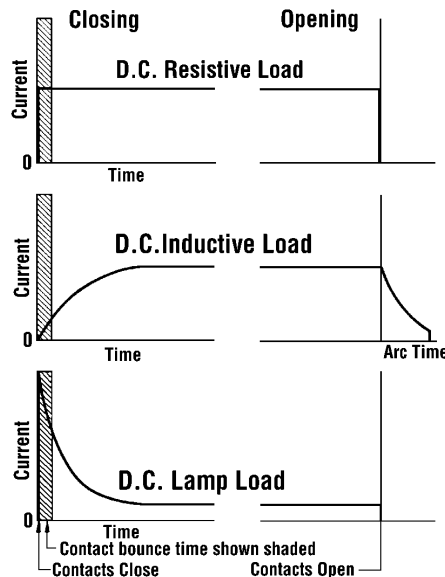 Closing Opening
D.C. Resistive Load
Current
0
Time
D.C.Inductive Load
Current
0
Time
Arc Time
D.C. Lamp Load
Current
0
Time
Contact bounce time shown shaded
Contacts Close
Contacts Open